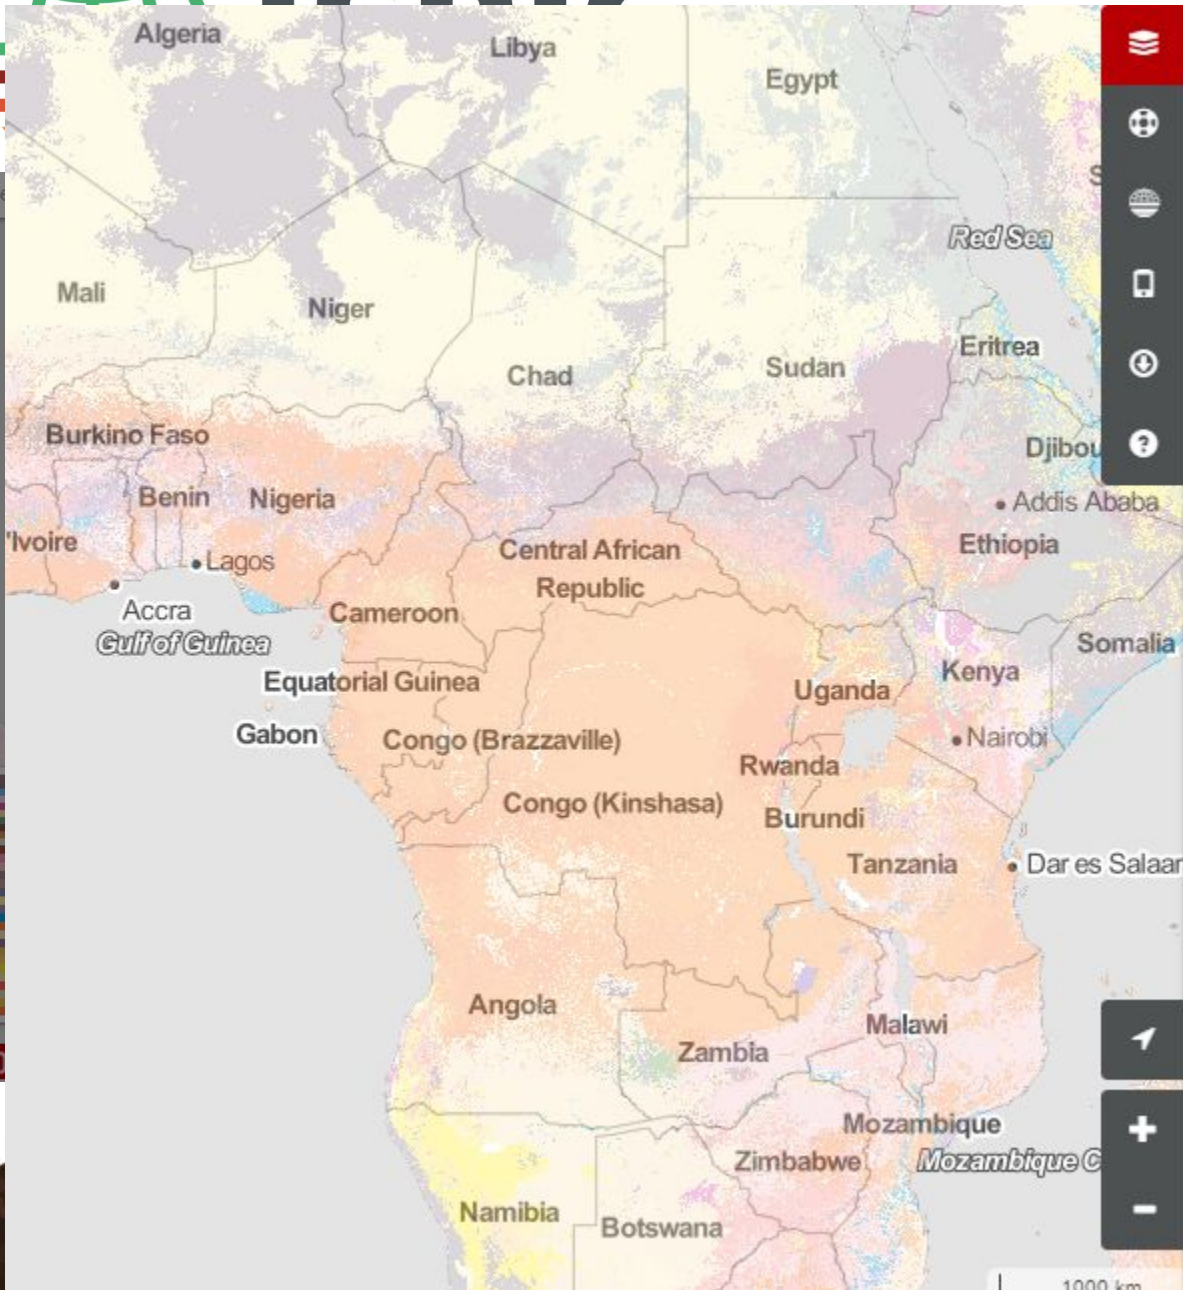 Algeria
Libya
Egypt
Red Sea
Mali
Niger
Chad
Sudan
Eritrea
Burkino Faso
Djibou
Benin
Nigeria
Addis Ababa
'Ivoire
Central African
Republic
Ethiopia
Lagos
Accra
Cameroon
Gulf of Guinea
Somalia
Equatorial Guinea
Uganda
Kenya
Gabon
Congo (Brazzaville)
Nairobi
Rwanda
Congo (Kinshasa)
Burundi
Tanzania
Dar es Salaar
Angola
Malawi
Zambia
Mozambique
Zimbabwe
Mozambique C
Namibia
Botswana
1000 km